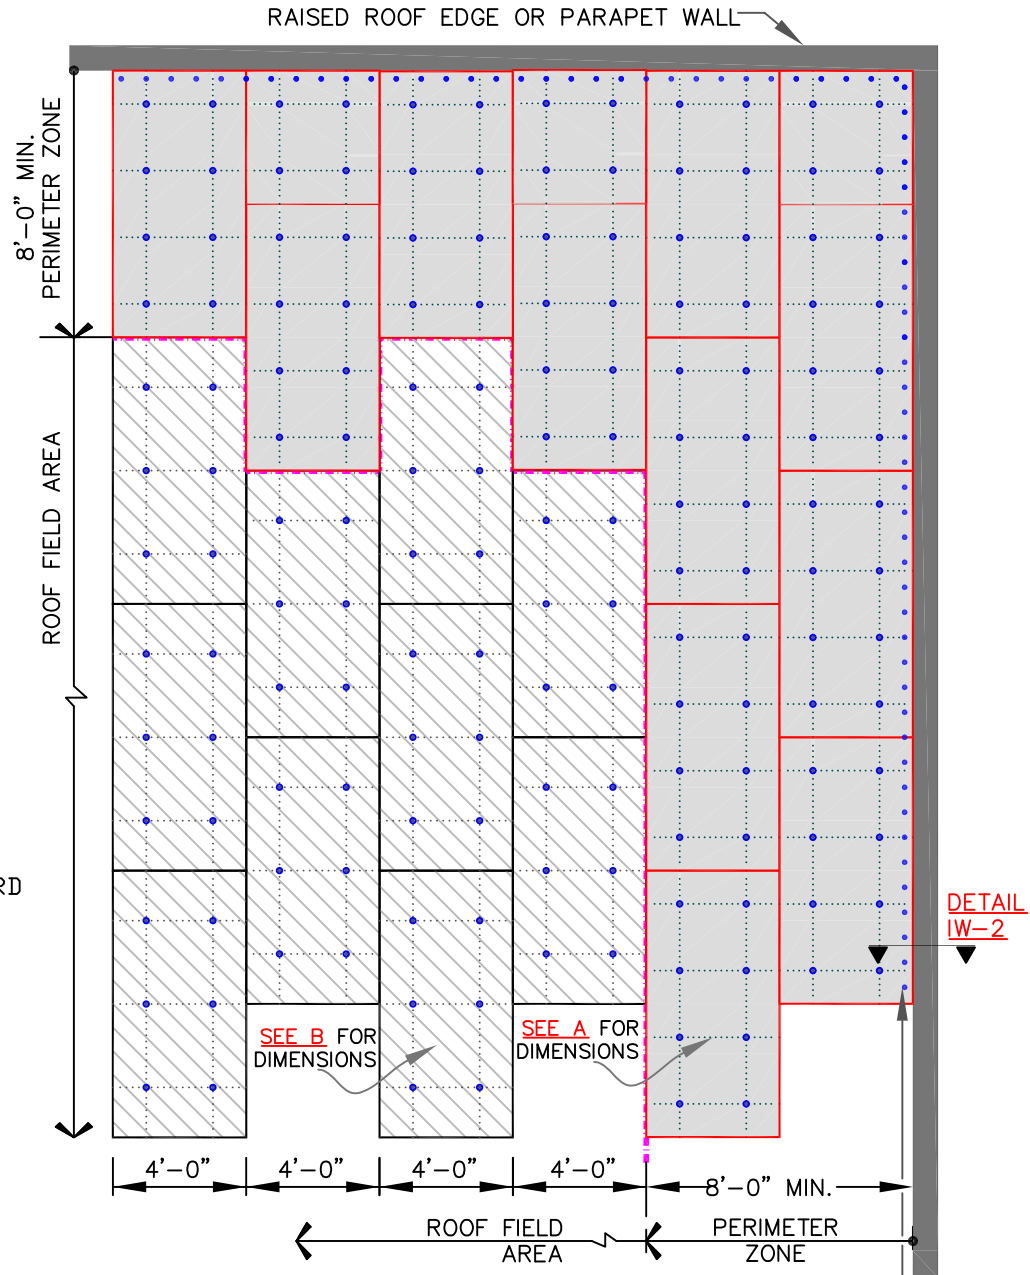 RAISED ROOF EDGE OR PARAPET WALL
8'-0" MIN.
PERIMETER ZONE
ROOF FIELD AREA
RD
DETAIL
IW-2
SEE B FOR
DIMENSIONS
SEE A FOR
DIMENSIONS
4'-0"
4'-0"
4'-0"
4'-0"
8'-0" MIN.
ROOF FIELD
AREA
PERIMETER
ZONE